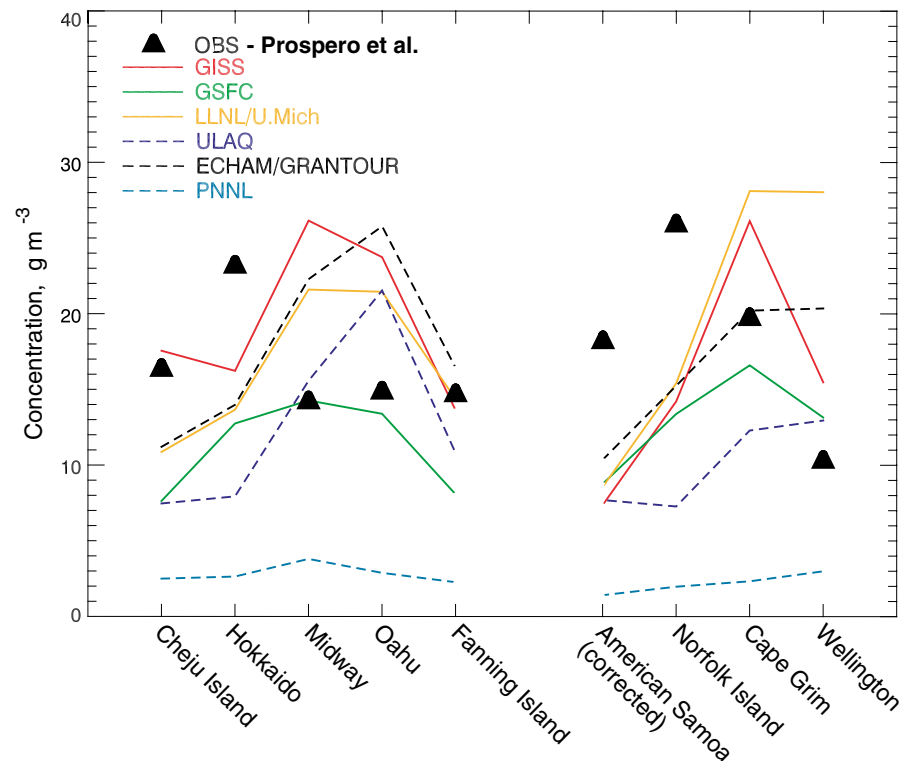 40
30
20
10
0
Concentration, g m -3
OBS - Prospero et al.
GISS
GSFC
LLNL/U.Mich
ULAQ
ECHAM/GRANTOUR
PNNL
Cheju Island
Hokkaido
Midway
Oahu
Fanning Island
American Samoa
(corrected)
Norfolk Island
Cape Grim
Wellington